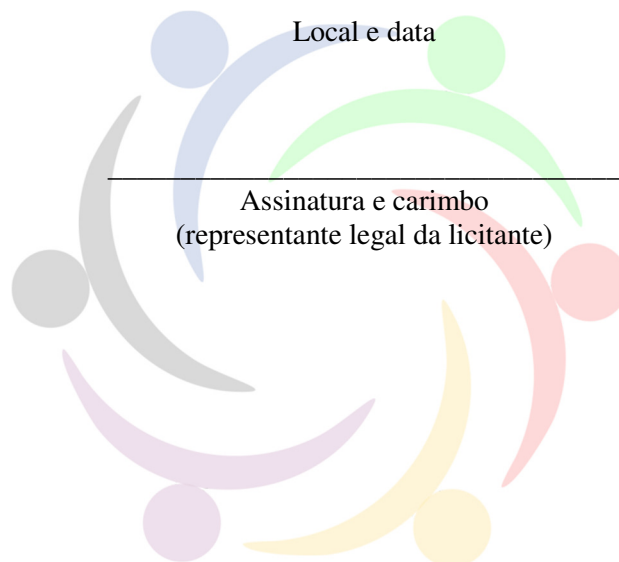 Local e data
Assinatura e carimbo
(representante legal da licitante)